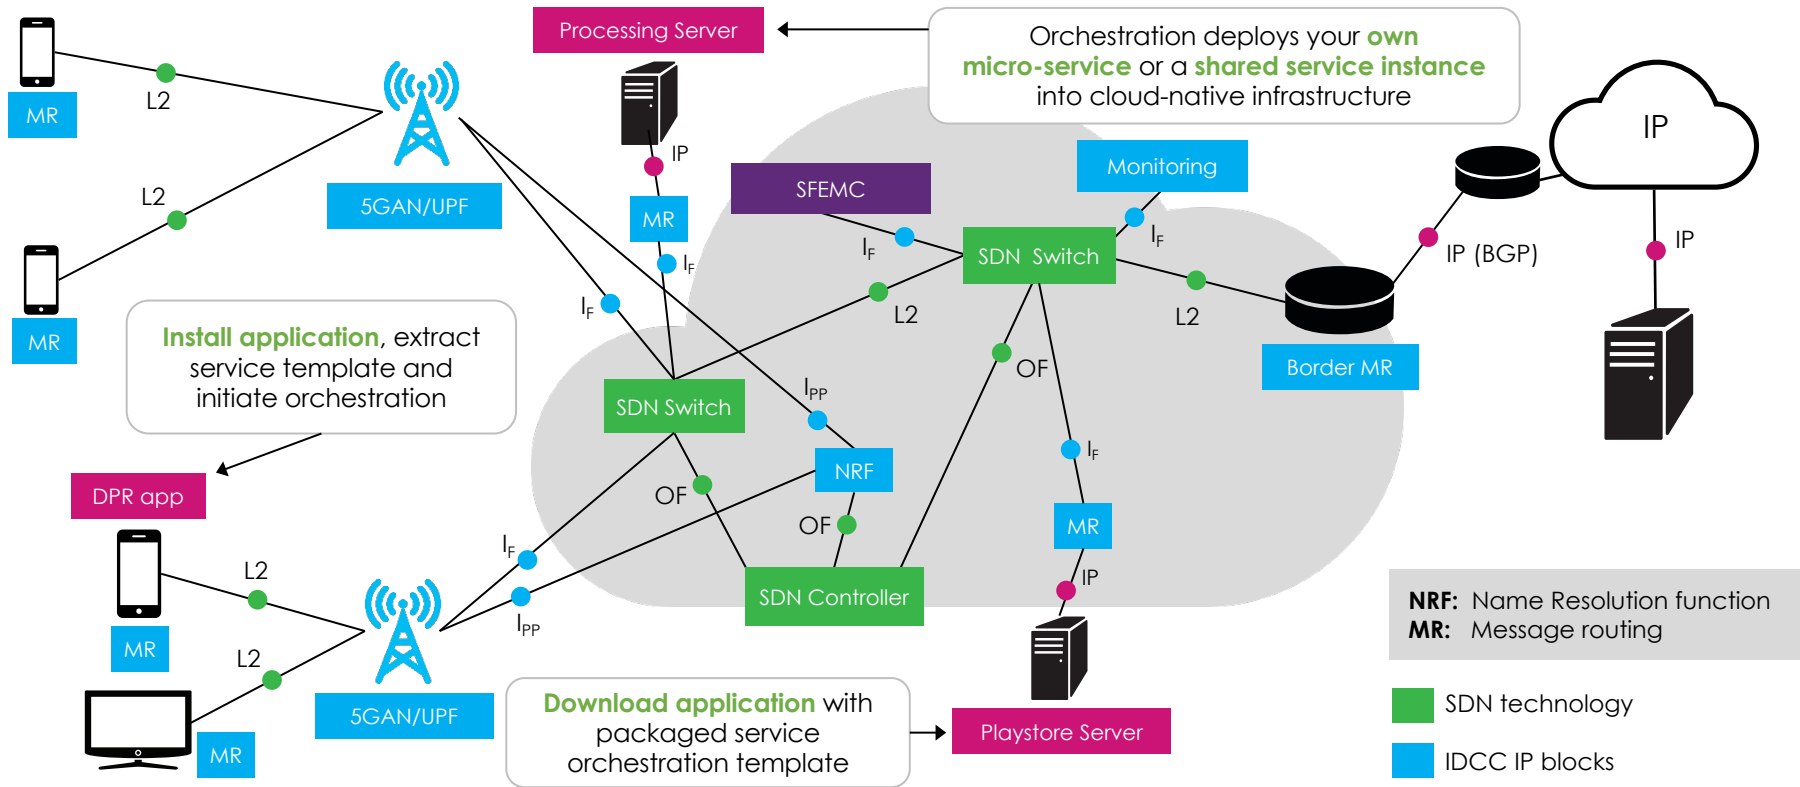 Processing Server
Orchestration deploys your own
micro-service or a shared service instance
into cloud-native infrastructure
MR
L2
IP
IP
5GAN/UPF
L2
SFEMC
Monitoring
MR
IF
IF
IF
SDN Switch
IP (BGP)
IP
MR
IF
L2
L2
Install application, extract
service template and
initiate orchestration
OF
Border MR
IPP
SDN Switch
IF
NRF
DPR app
OF
OF
MR
IF
L2
IP
SDN Controller
IPP
MR
L2
NRF: Name Resolution function
MR: Message routing
5GAN/UPF
MR
Download application with
packaged service
orchestration template
Playstore Server
SDN technology
IDCC IP blocks